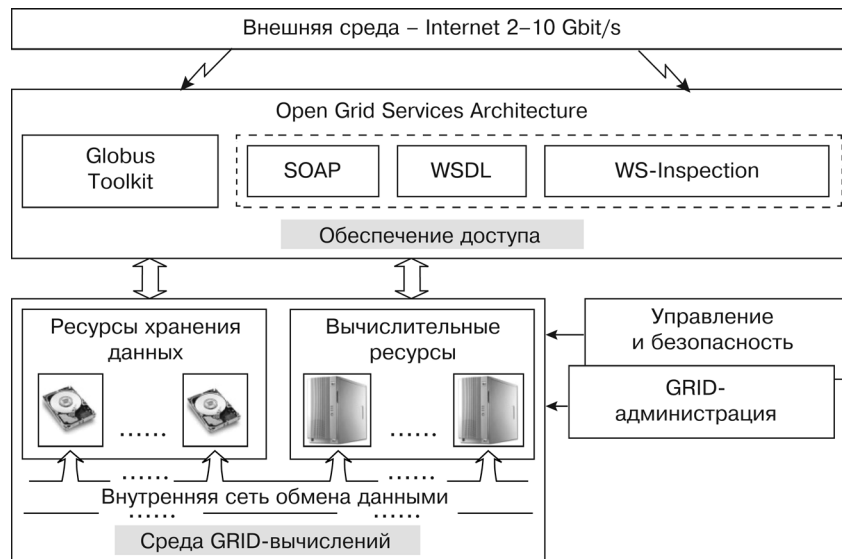 Внешняя среда – Internet 2–10 Gbit/s
Open Grid Services Architecture
Globus
Toolkit
SOAP
WSDL
WS-Inspection
Обеспечение доступа
Ресурсы хранения
данных
Вычислительные
ресурсы
Управление
и безопасность
GRID-
администрация
Внутренняя сеть обмена данными
Среда GRID-вычислений